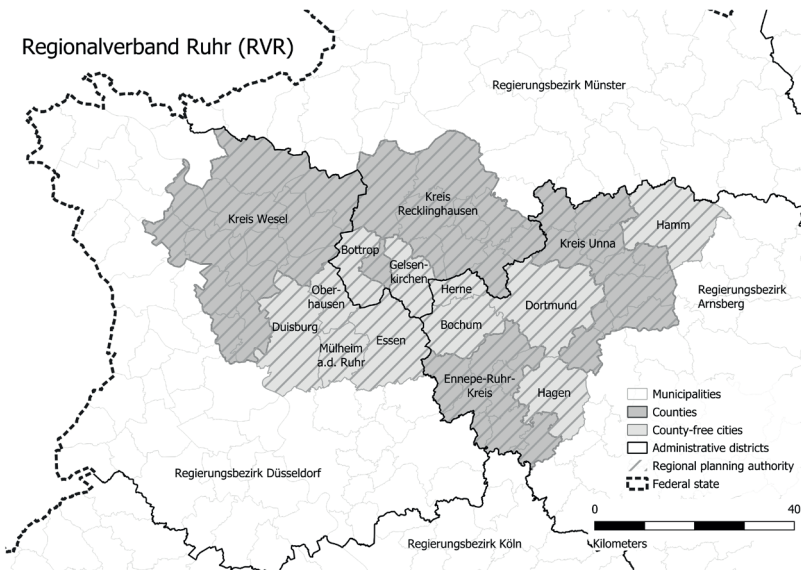 Regionalverband Ruhr (RVR)
Regierungsbezirk Münster
Kreis
Recklinghausen
Kreis Wesel
Hamm
Kreis Unna
Bottrop
Gelsen-
kirchen
Regierungsbezirk
Arnsberg
Ober-
hausen
Herne
Dortmund
Duisburg
Bochum
Essen
Mülheim
a.d. Ruhr
Ennepe-Ruhr-
Kreis
Hagen
Municipalities
Counties
County-free cities
Administrative districts
Regional planning authority
Federal state
Regierungsbezirk Düsseldorf
0
40
Kilometers
Regierungsbezirk Köln